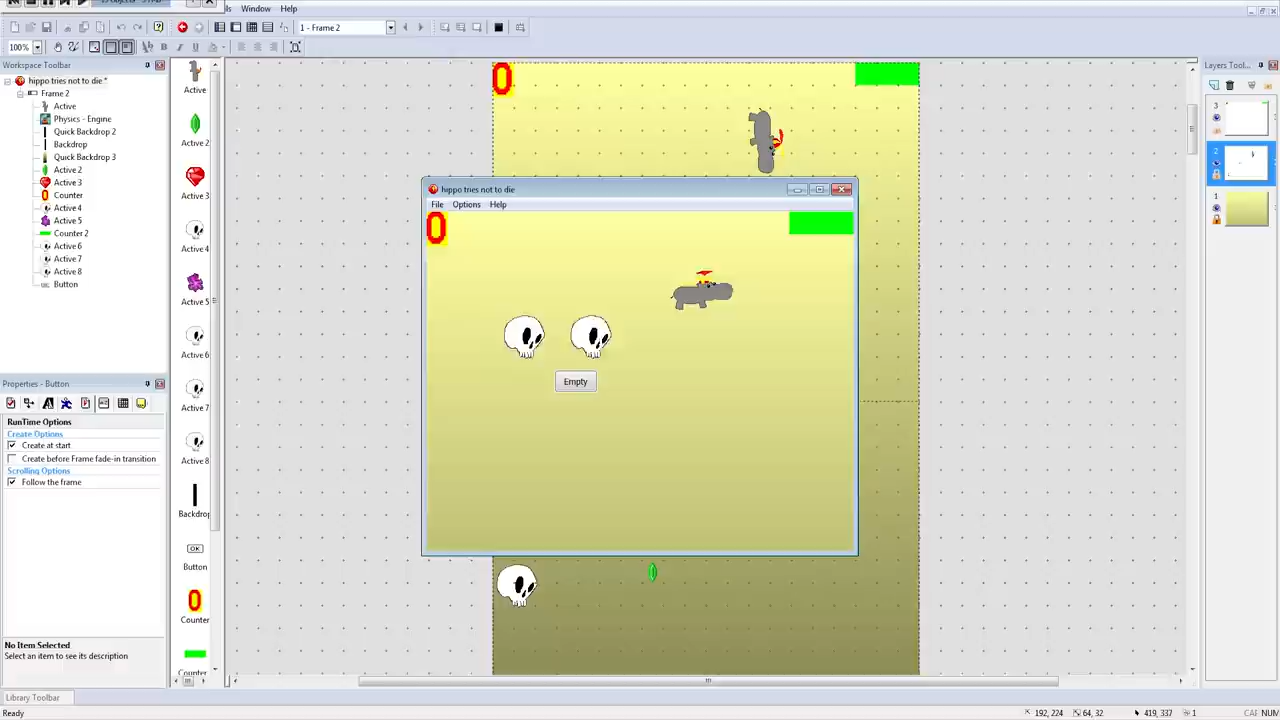 Window Help
1 - Frame 2
100%
Workspace Toolbar
hippo tries not to die *
Frame 2
Active
Physics - Engine
Quick Backdrop 2
Backdrop
Quick Backdrop 3
Active 2
Active 3
Counter
Active 4
Active 5
Counter 2
Active 6
Active 7
Active 8
Button
Active
Active 2
Active 3
Active 4
Active 5
Active 6
Active 7
Active 8
Backdrop
OK
Button
0
Counter
Counter
Properties - Button
RunTime Options
Create Options
Create at start
Create before Frame fade-in transition
Scrolling Options
Follow the frame
No Item Selected
Select an item to see its description
Library Toolbar
Ready
0
hippo tries not to die
File Options Help
0
Empty
Layers Tool...
3
2
1
192, 224
64, 32
419, 337
1
NUM